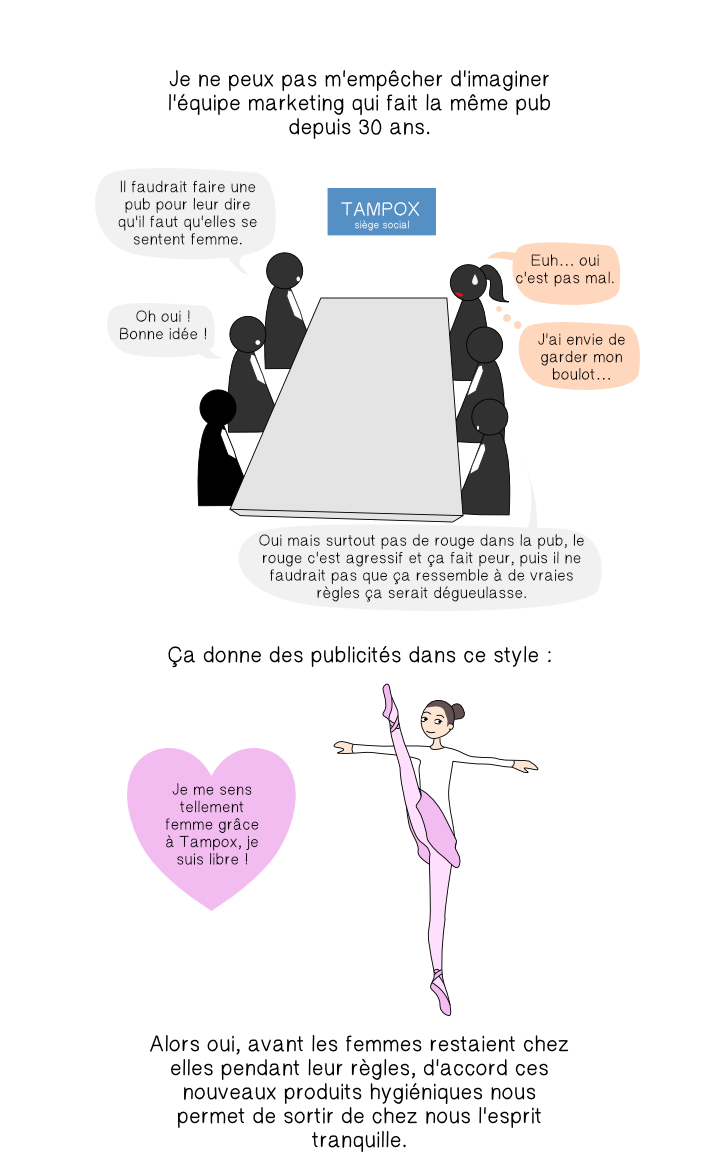 Je ne peux pas m'empêcher d'imaginer
l'équipe marketing qui fait la même pub
depuis 30 ans.
Il faudrait faire une
pub pour leur dire
qu'il faut qu'elles se
sentent femme.
TAMPOX
siège social
Euh... oui
c'est pas mal.
Oh oui !
Bonne idée !
J'ai envie de
garder mon
boulot...
Oui mais surtout pas de rouge dans la pub, le
rouge c'est agressif et ça fait peur, puis il ne
faudrait pas que ça ressemble à de vraies
règles ça serait dégueulasse.
Ça donne des publicités dans ce style :
Je me sens
tellement
femme grâce
à Tampox, je
suis libre !
Alors oui, avant les femmes restaient chez
elles pendant leur règles, d'accord ces
nouveaux produits hygiéniques nous
permet de sortir de chez nous l'esprit
tranquille.